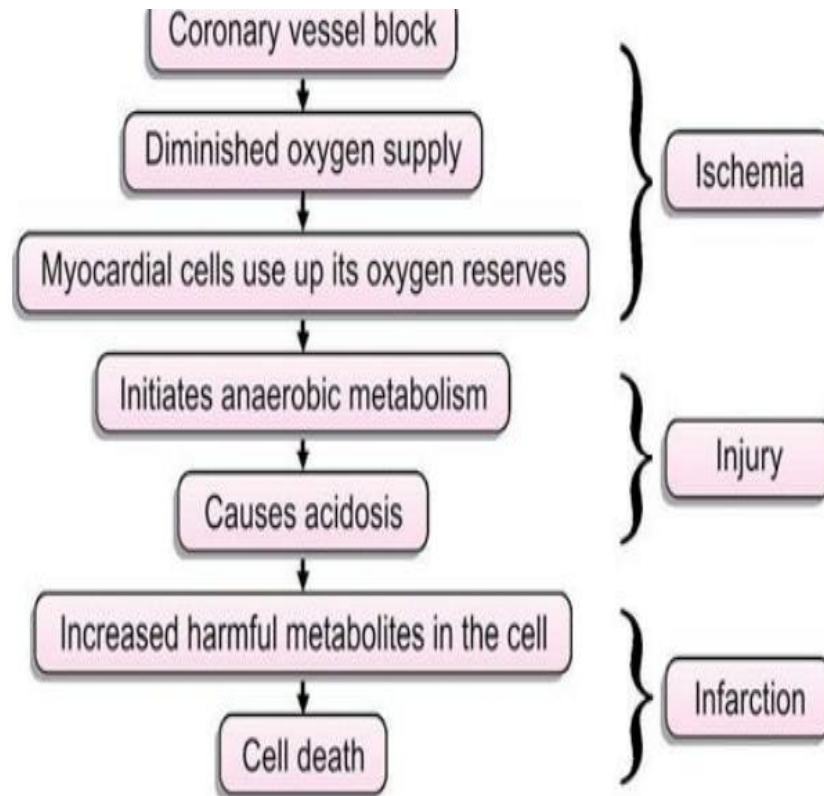 Coronary vessel block
Diminished oxygen supply
Ischemia
Myocardial cells use up its oxygen reserves
Initiates anaerobic metabolism
Injury
Causes acidosis
Increased harmful metabolites in the cell
Infarction
Cell death